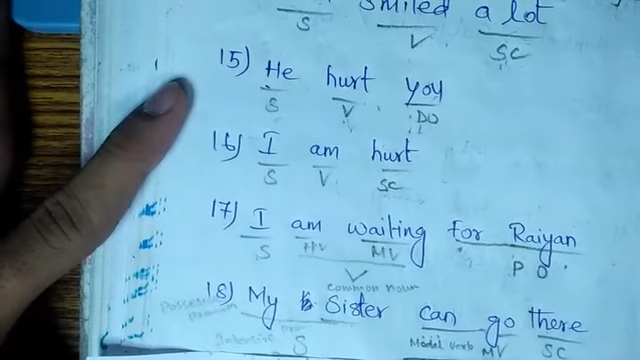 smiled a lot
S V SC
15) He hurt you
S V DO
16) I am hurt
S V SC
17) I am waiting for Raiyan
S HV MV PO
V
common noun
18) My Sister can go there
Possessive pronoun
S Modal verb MV SC